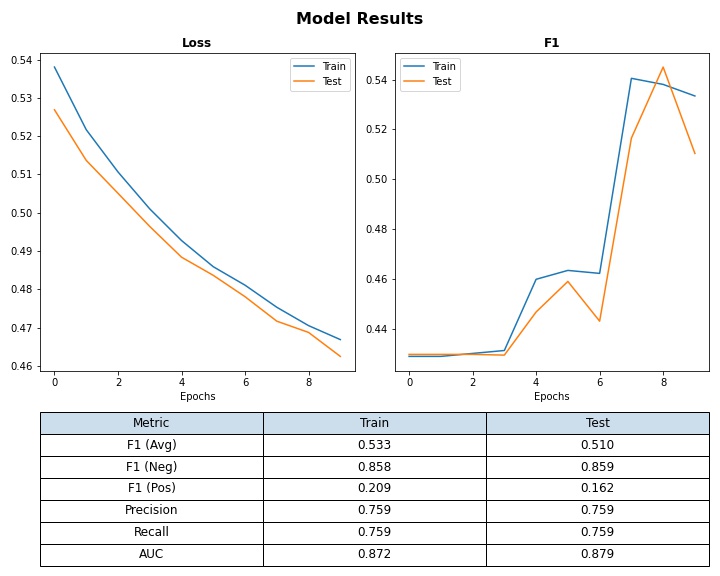 Model Results
Loss
0.54
0.53
0.52
0.51
0.50
0.49
0.48
0.47
0.46
Train
Test
0 2 4 6 8
Epochs
F1
0.54
0.52
0.50
0.48
0.46
0.44
Train
Test
0 2 4 6 8
Epochs
Metric Train Test
F1 (Avg) 0.533 0.510
F1 (Neg) 0.858 0.859
F1 (Pos) 0.209 0.162
Precision 0.759 0.759
Recall 0.759 0.759
AUC 0.872 0.879